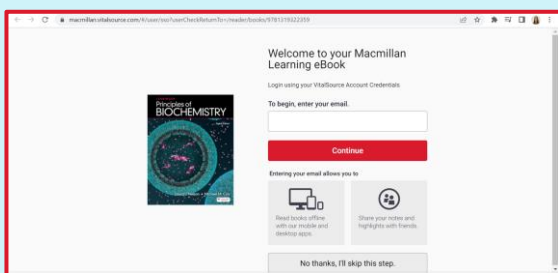 macmillan.vitalsource.com/#/user/sso?userCheckReturnTo=/reader/books/9781319322359
Welcome to your Macmillan
Learning eBook
Login using your VitalSource Account Credentials.
To begin, enter your email.
Continue
Entering your email allows you to
Read books offline
with our mobile and
desktop apps.
Share your notes and
highlights with friends.
No thanks, I'll skip this step.
Principles of
BIOCHEMISTRY